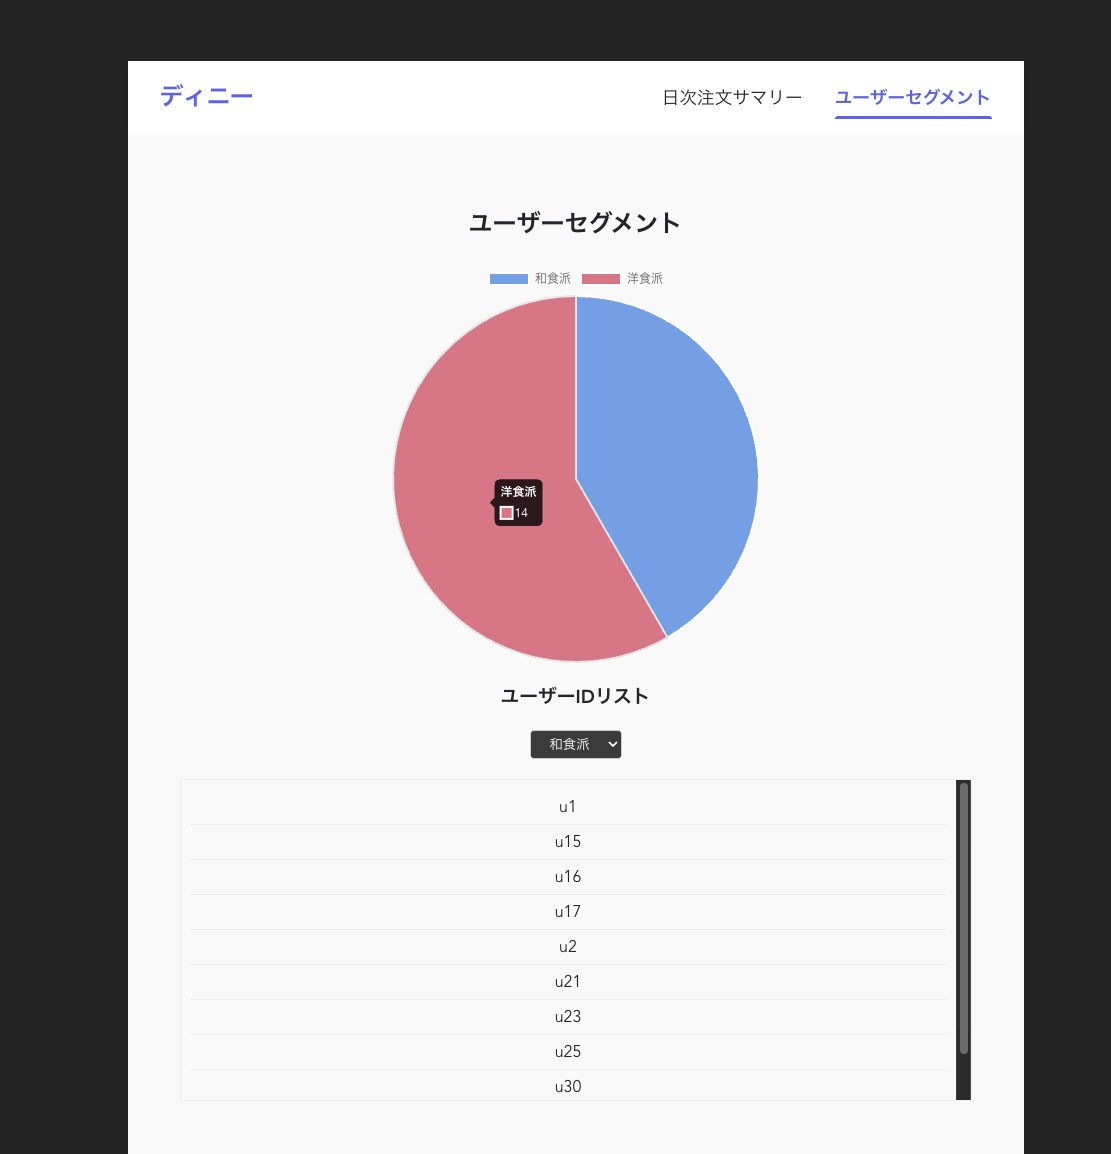 ディニー
日次注文サマリー ユーザーセグメント
ユーザーセグメント
和食派 洋食派
洋食派
14
ユーザーIDリスト
和食派
u1
u15
u16
u17
u2
u21
u23
u25
u30